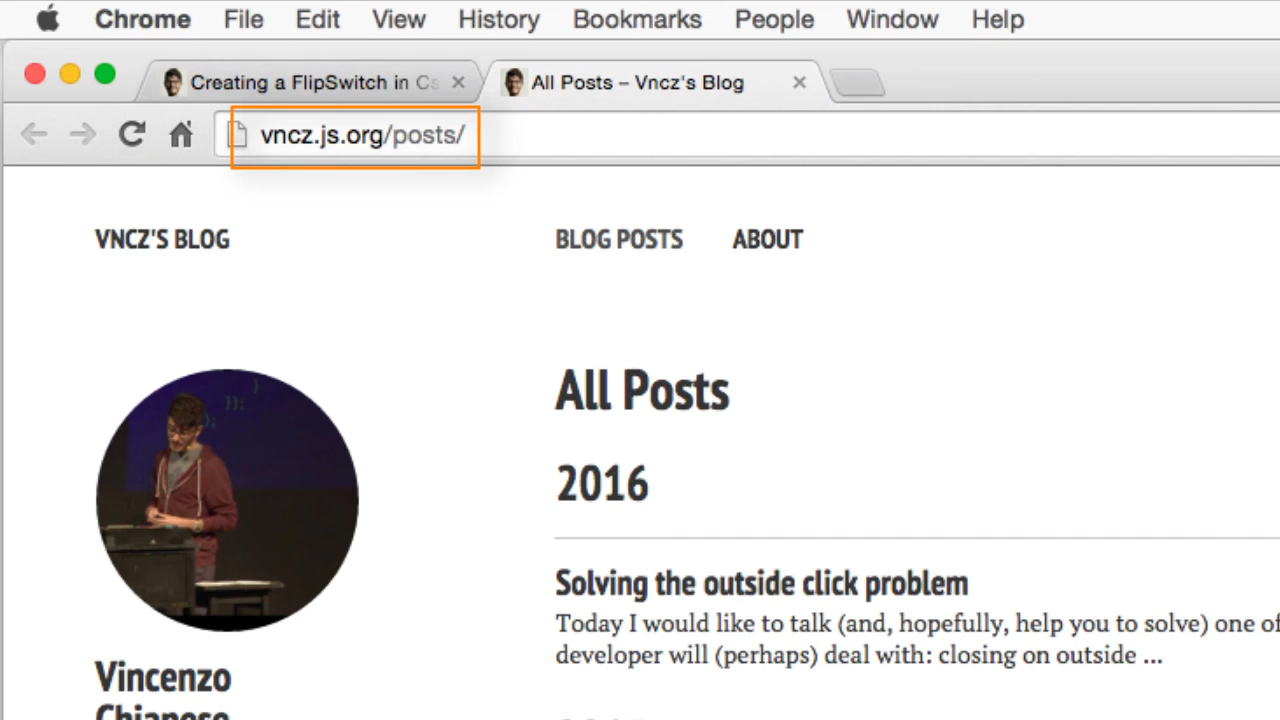 Chrome File Edit View History Bookmarks People Window Help
Creating a FlipSwitch in Cs
All Posts – Vncz's Blog
vncz.js.org/posts/
VNCZ'S BLOG
BLOG POSTS ABOUT
All Posts
2016
Solving the outside click problem
Today I would like to talk (and, hopefully, help you to solve) one of
developer will (perhaps) deal with: closing on outside ...
Vincenzo